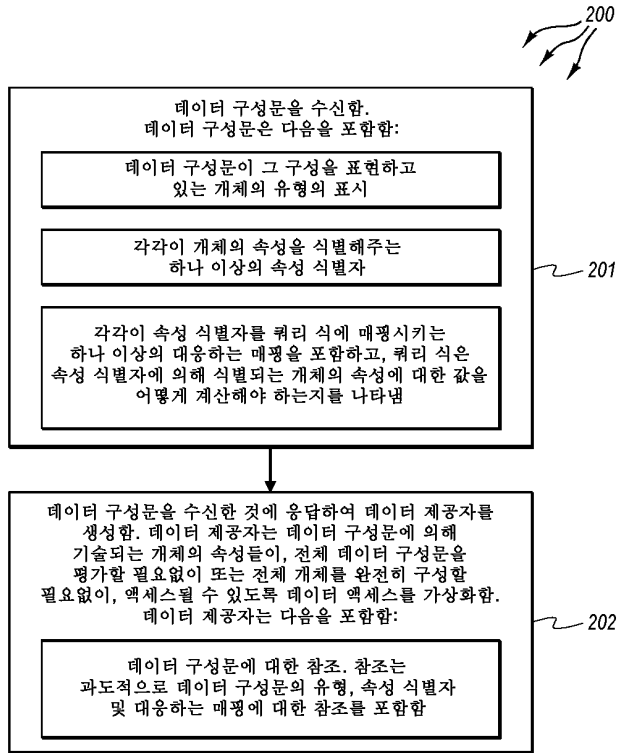 200
데이터 구성문을 수신함.
데이터 구성문은 다음을 포함함:
데이터 구성문이 그 구성을 표현하고
있는 개체의 유형의 표시
각각이 개체의 속성을 식별해주는
하나 이상의 속성 식별자
201
각각이 속성 식별자를 쿼리 식에 매핑시키는
하나 이상의 대응하는 매핑을 포함하고, 쿼리 식은
속성 식별자에 의해 식별되는 개체의 속성에 대한 값을
어떻게 계산해야 하는지를 나타냄
데이터 구성문을 수신한 것에 응답하여 데이터 제공자를
생성함. 데이터 제공자는 데이터 구성문에 의해
기술되는 개체의 속성들이, 전체 데이터 구성문을
평가할 필요없이 또는 전체 개체를 완전히 구성할
필요없이, 액세스될 수 있도록 데이터 액세스를 가상화함.
데이터 제공자는 다음을 포함함:
202
데이터 구성문에 대한 참조. 참조는
과도적으로 데이터 구성문의 유형, 속성 식별자
및 대응하는 매핑에 대한 참조를 포함함